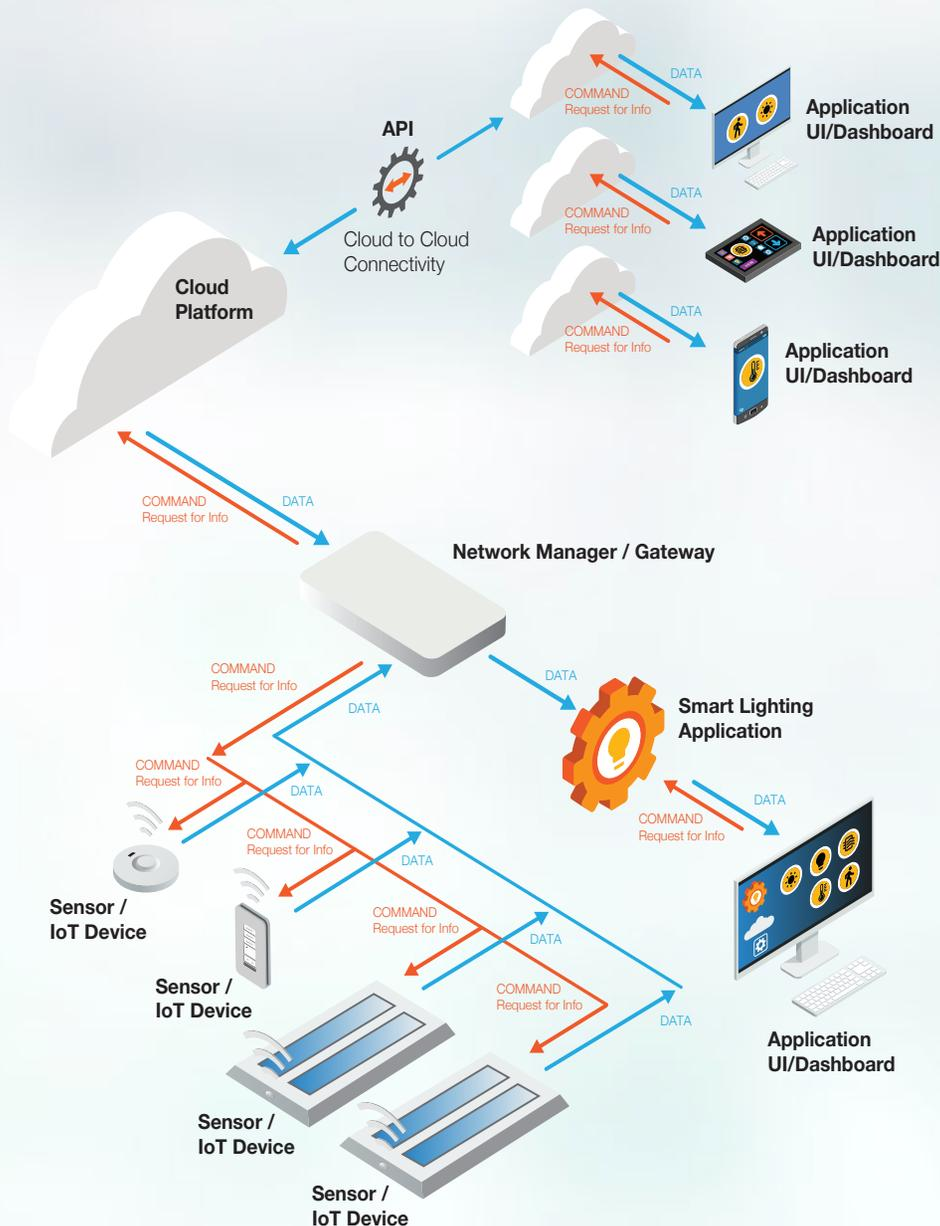 DATA
COMMAND
Request for Info
Application
UI/Dashboard
API
Cloud to Cloud
Connectivity
DATA
COMMAND
Request for Info
Application
UI/Dashboard
Cloud
Platform
DATA
COMMAND
Request for Info
Application
UI/Dashboard
COMMAND
Request for Info
DATA
Network Manager / Gateway
COMMAND
Request for Info
DATA
DATA
Smart Lighting
Application
COMMAND
Request for Info
DATA
DATA
COMMAND
Request for Info
COMMAND
Request for Info
DATA
Sensor /
IoT Device
COMMAND
Request for Info
DATA
Sensor /
IoT Device
COMMAND
Request for Info
DATA
Application
UI/Dashboard
Sensor /
IoT Device
Sensor /
IoT Device